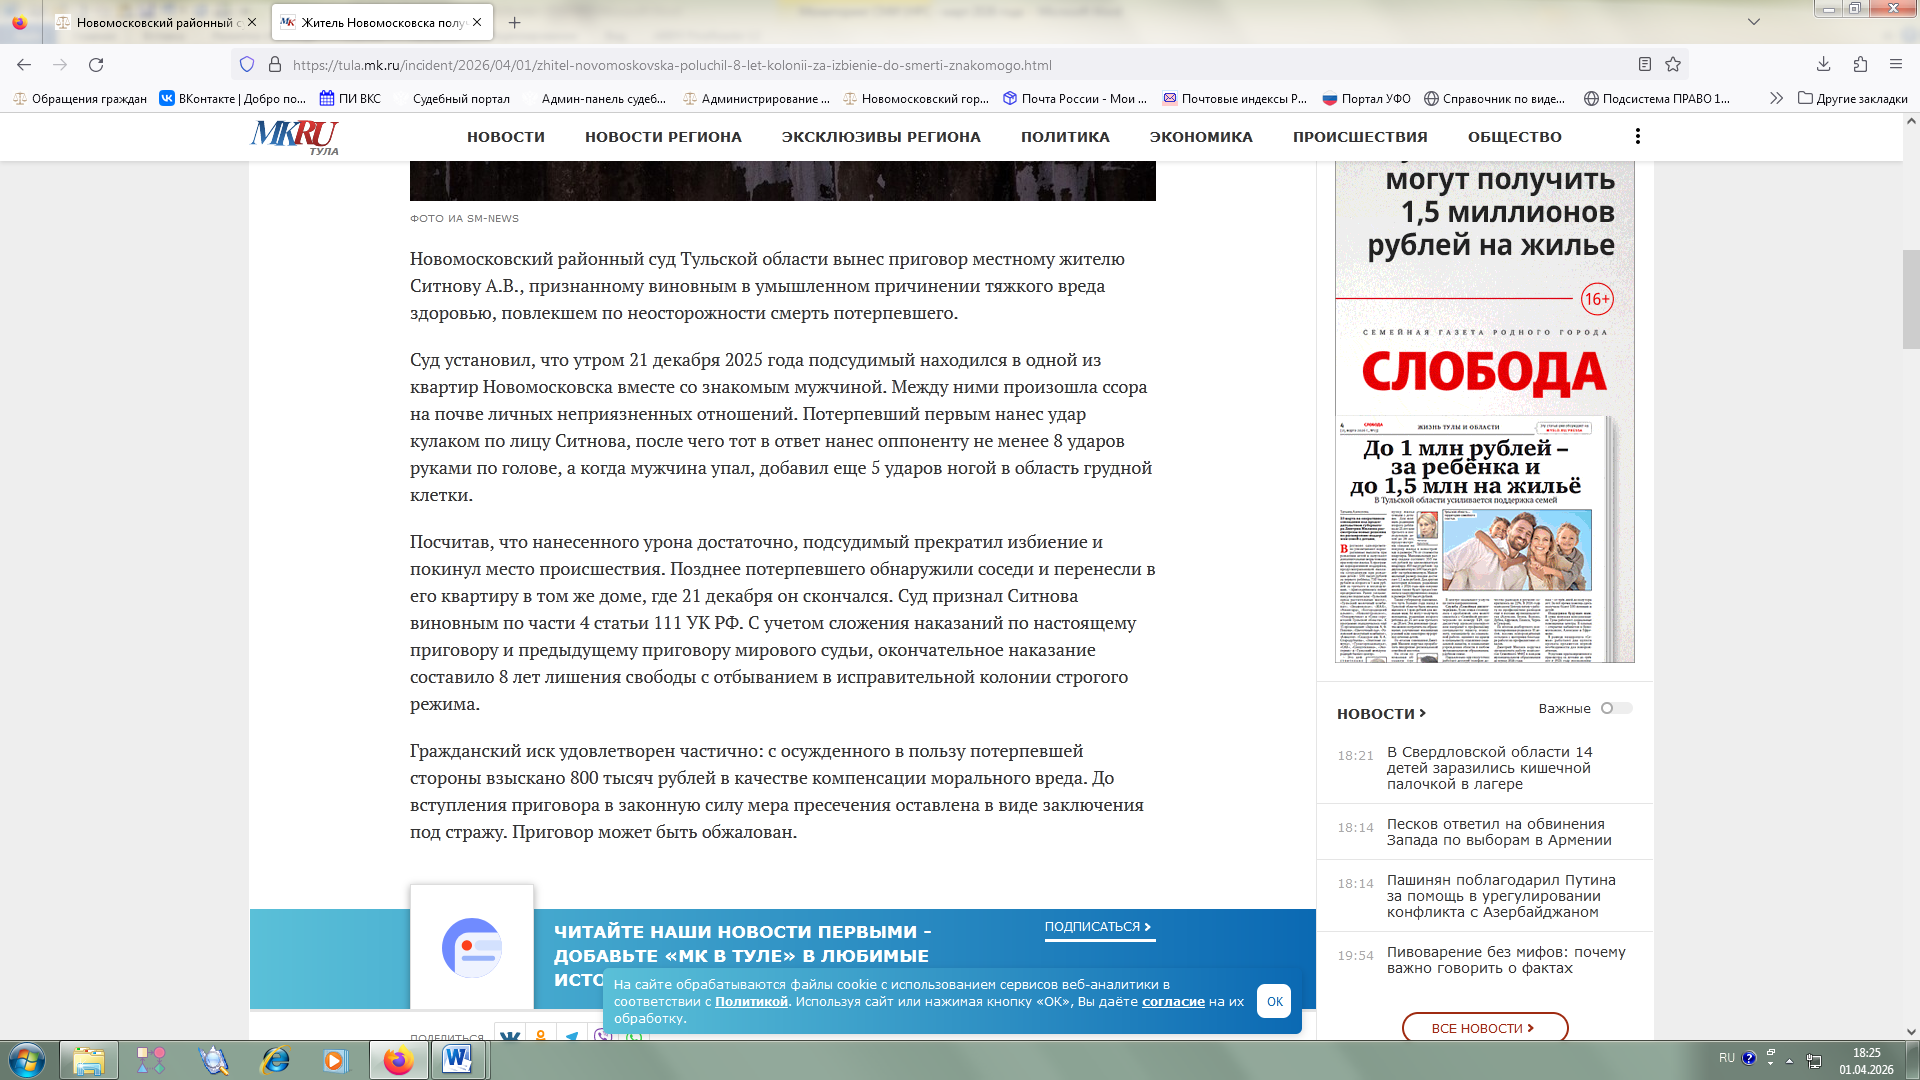 Новомосковский районный с
Житель Новомосковска получ
https://tula.mk.ru/incident/2026/04/01/zhitel-novomoskovska-poluchil-8-let-kolonii-za-izbienie-do-smerti-znakomogo.html
Обращения граждан
ВКонтакте | Добро по...
ПИ ВКС
Судебный портал
Админ-панель судеб...
Администрирование ...
Новомосковский гор...
Почта России - Мои ...
Почтовые индексы Р...
Портал УФО
Справочник по виде...
Подсистема ПРАВО 1...
Другие закладки
MKRU
ТУЛА
НОВОСТИ
НОВОСТИ РЕГИОНА
ЭКСКЛЮЗИВЫ РЕГИОНА
ПОЛИТИКА
ЭКОНОМИКА
ПРОИСШЕСТВИЯ
ОБЩЕСТВО
ФОТО ИА SM-NEWS
Новомосковский районный суд Тульской области вынес приговор местному жителю
Ситнову А.В., признанному виновным в умышленном причинении тяжкого вреда
здоровью, повлекшем по неосторожности смерть потерпевшего.
Суд установил, что утром 21 декабря 2025 года подсудимый находился в одной из
квартир Новомосковска вместе со знакомым мужчиной. Между ними произошла ссора
на почве личных неприязненных отношений. Потерпевший первым нанес удар
кулаком по лицу Ситнова, после чего тот в ответ нанес оппоненту не менее 8 ударов
руками по голове, а когда мужчина упал, добавил еще 5 ударов ногой в область грудной
клетки.
Посчитав, что нанесенного урона достаточно, подсудимый прекратил избиение и
покинул место происшествия. Позднее потерпевшего обнаружили соседи и перенесли в
его квартиру в том же доме, где 21 декабря он скончался. Суд признал Ситнова
виновным по части 4 статьи 111 УК РФ. С учетом сложения наказаний по настоящему
приговору и предыдущему приговору мирового судьи, окончательное наказание
составило 8 лет лишения свободы с отбыванием в исправительной колонии строгого
режима.
Гражданский иск удовлетворен частично: с осужденного в пользу потерпевшей
стороны взыскано 800 тысяч рублей в качестве компенсации морального вреда. До
вступления приговора в законную силу мера пресечения оставлена в виде заключения
под стражу. Приговор может быть обжалован.
ЧИТАЙТЕ НАШИ НОВОСТИ ПЕРВЫМИ -
ДОБАВЬТЕ «МК В ТУЛЕ» В ЛЮБИМЫЕ
ИСТО
ПОДПИСАТЬСЯ
На сайте обрабатываются файлы cookie с использованием сервисов веб-аналитики в
соответствии с Политикой. Используя сайт или нажимая кнопку «ОК», Вы даёте согласие на их
обработку.
ОК
ПОДЕЛИТЬСЯ
могут получить
1,5 миллионов
рублей на жилье
16+
СЕМЕЙНАЯ ГАЗЕТА РОДНОГО ГОРОДА
СЛОБОДА
ЖИЗНЬ ТУЛЫ И ОБЛАСТИ
До 1 млн рублей –
за ребёнка и
до 1,5 млн на жильё
В Тульской области усиливается поддержка семей
НОВОСТИ
Важные
18:21
В Свердловской области 14
детей заразились кишечной
палочкой в лагере
18:14
Песков ответил на обвинения
Запада по выборам в Армении
18:14
Пашинян поблагодарил Путина
за помощь в урегулировании
конфликта с Азербайджаном
19:54
Пивоварение без мифов: почему
важно говорить о фактах
ВСЕ НОВОСТИ
RU
18:25
01.04.2026